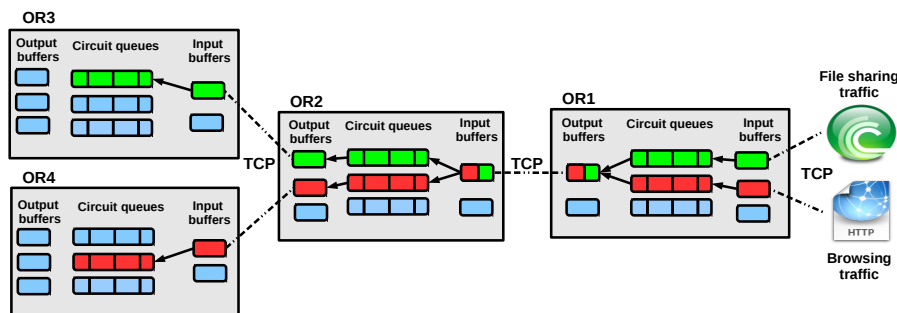 OR3
Output
buffers
Circuit queues
Input
buffers
OR2
Output
buffers
Circuit queues
Input
buffers
OR1
Output
buffers
Circuit queues
Input
buffers
File sharing
traffic
TCP
TCP
TCP
OR4
Output
buffers
Circuit queues
Input
buffers
HTTP
Browsing
traffic